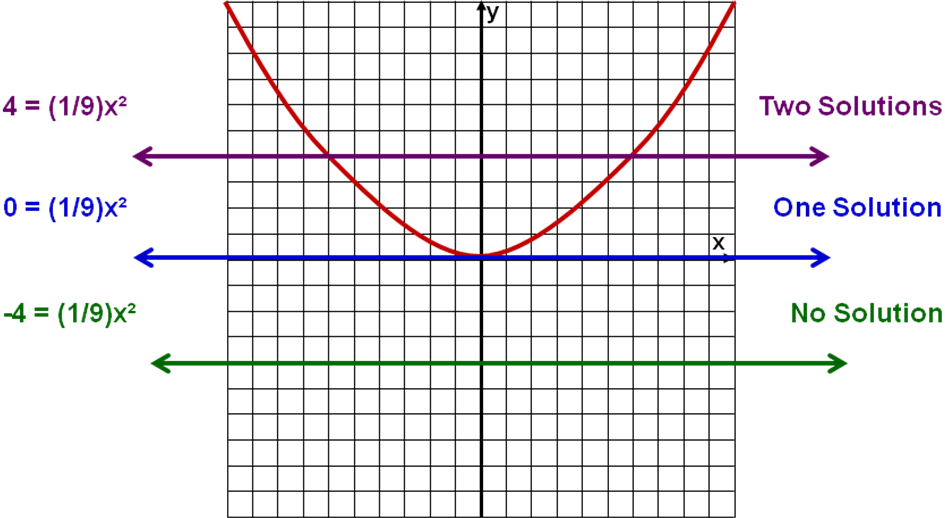 y
4 = (1/9)x²
Two Solutions
0 = (1/9)x²
One Solution
x
-4 = (1/9)x²
No Solution